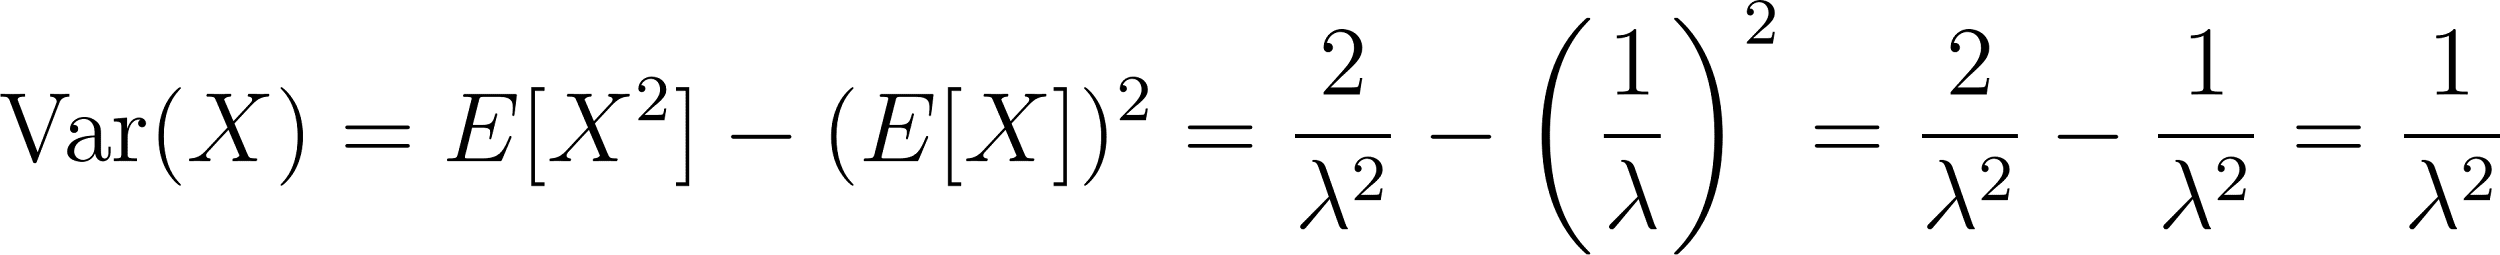 Var(X) = E[X²] − (E[X])² = 2/λ² − (1/λ)² = 2/λ² − 1/λ² = 1/λ²